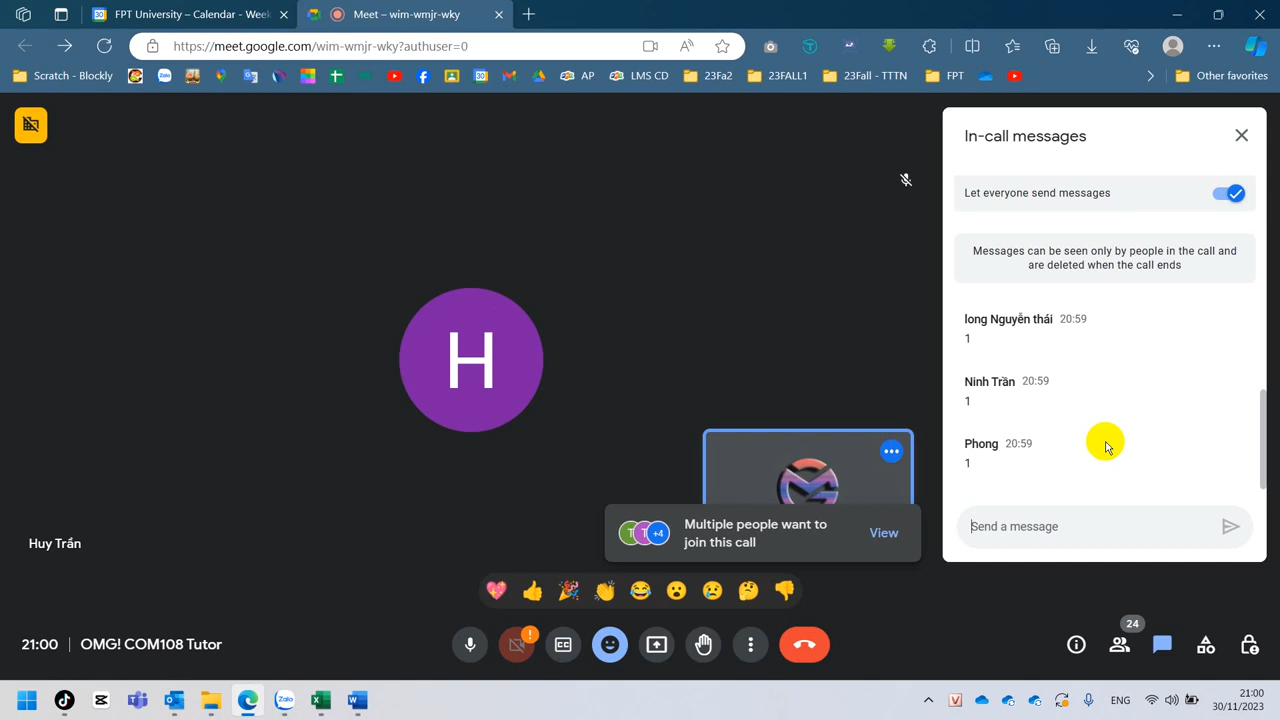 FPT University – Calendar - Week
Meet – wim-wmjr-wky
https://meet.google.com/wim-wmjr-wky?authuser=0
Scratch - Blockly
AP
LMS CD
23Fa2
23FALL1
23Fall - TTTN
FPT
Other favorites
In-call messages
Let everyone send messages
Messages can be seen only by people in the call and
are deleted when the call ends
long Nguyễn thái 20:59
1
Ninh Trần 20:59
1
Phong 20:59
1
Send a message
H
Huy Trần
+4
Multiple people want to
join this call
View
24
21:00
OMG! COM108 Tutor
ENG
21:00
30/11/2023